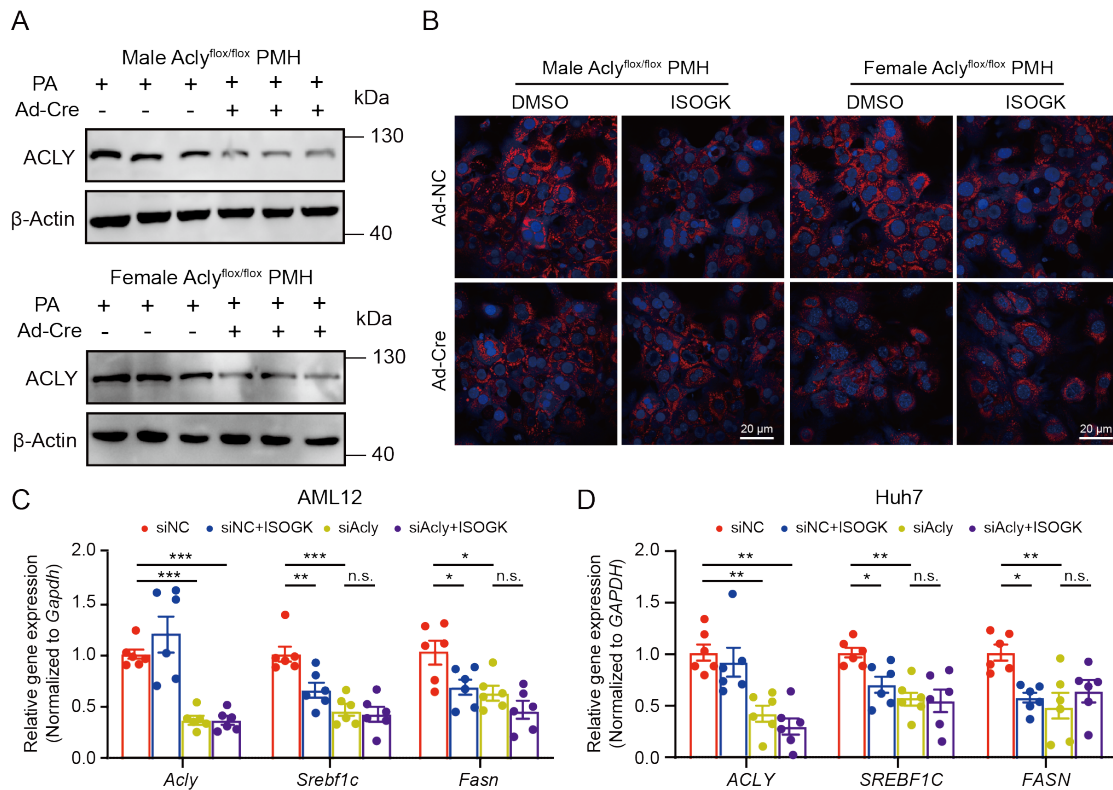 A
Male Acly^flox/flox PMH
PA + + + + + +
Ad-Cre - - - + + +
kDa
ACLY
130
β-Actin
40
Female Acly^flox/flox PMH
PA + + + + + +
Ad-Cre - - - + + +
kDa
ACLY
130
β-Actin
40
B
Male Acly^flox/flox PMH Female Acly^flox/flox PMH
DMSO ISOGK DMSO ISOGK
Ad-NC
Ad-Cre
20 μm 20 μm
C
AML12
siNC siNC+ISOGK siAcly siAcly+ISOGK
Relative gene expression
(Normalized to Gapdh)
2.0
1.5
1.0
0.5
0.0
*** *** *
*** ** n.s. * n.s.
Acly Srebf1c Fasn
D
Huh7
siNC siNC+ISOGK siAcly siAcly+ISOGK
Relative gene expression
(Normalized to GAPDH)
2.0
1.5
1.0
0.5
0.0
** ** **
** * n.s. * n.s.
ACLY SREBF1C FASN